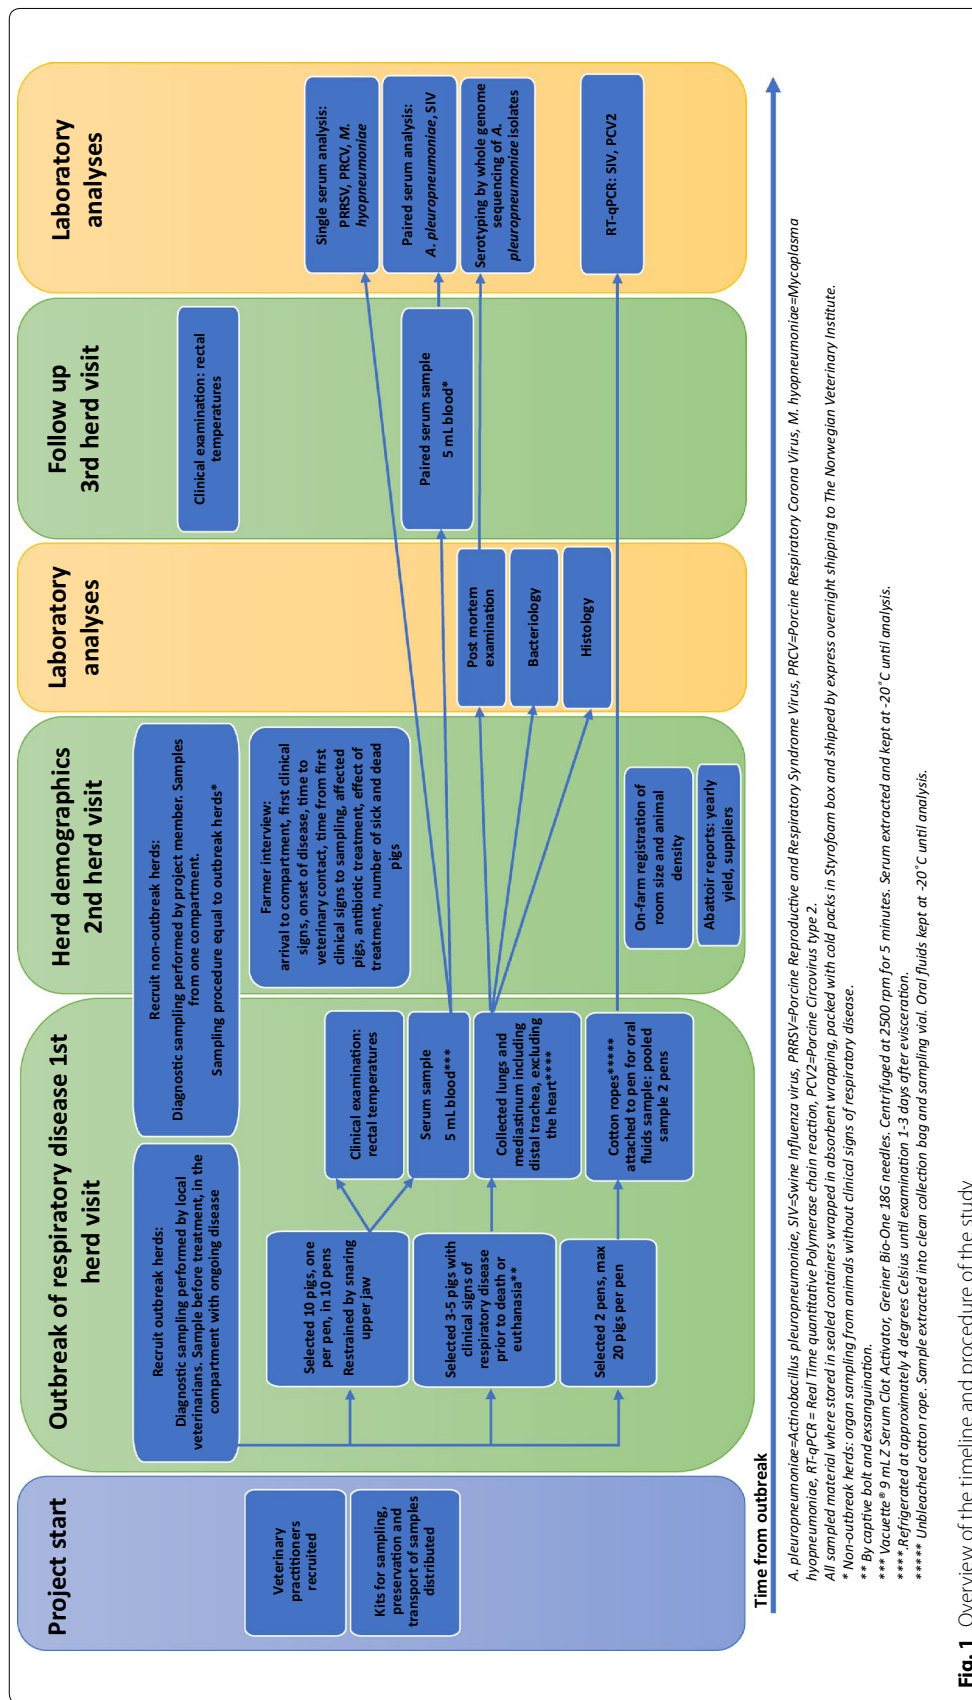 Project start
Veterinary
practitioners
recruited
Kits for sampling,
preservation and
transport of samples
distributed
Outbreak of respiratory disease 1st
herd visit
Recruit outbreak herds:
Diagnostic sampling performed by local
veterinarians. Sample before treatment, in the
compartment with ongoing disease
Selected 10 pigs, one
per pen, in 10 pens
Restrained by snaring
upper jaw
Selected 3-5 pigs with
clinical signs of
respiratory disease
prior to death or
euthanasia**
Selected 2 pens, max
20 pigs per pen
Clinical examination:
rectal temperatures
Serum sample
5 mL blood***
Collected lungs and
mediastinum including
distal trachea, excluding
the heart****
Cotton ropes*****
attached to pen for oral
fluids sample: pooled
sample 2 pens
Herd demographics
2nd herd visit
Recruit non-outbreak herds:
Diagnostic sampling performed by project member. Samples
from one compartment.
Sampling procedure equal to outbreak herds*
Farmer interview:
arrival to compartment, first clinical
signs, onset of disease, time to
veterinary contact, time from first
clinical signs to sampling, affected
pigs, antibiotic treatment, effect of
treatment, number of sick and dead
pigs
On-farm registration of
room size and animal
density
Abattoir reports: yearly
yield, suppliers
Laboratory
analyses
Post mortem
examination
Bacteriology
Histology
Follow up
3rd herd visit
Clinical examination: rectal
temperatures
Paired serum sample
5 mL blood*
Laboratory
analyses
Single serum analysis:
PRRSV, PRCV, M.
hyopneumoniae
Paired serum analysis:
A. pleuropneumoniae, SIV
Serotyping by whole genome
sequencing of A.
pleuropneumoniae isolates
RT-qPCR: SIV, PCV2
Time from outbreak
A. pleuropneumoniae=Actinobacillus pleuropneumonioe, SIV=Swine Influenza virus, PRRSV=Porcine Reproductive and Respiratory Syndrome Virus, PRCV=Porcine Respiratory Corona Virus, M. hyopneumoniae=Mycoplasma
hyopneumoniae, RT-qPCR = Real Time quantitative Polymerase chain reaction, PCV2=Porcine Circovirus type 2.
All sampled material where stored in sealed containers wrapped in absorbent wrapping, packed with cold packs in Styrofoam box and shipped by express overnight shipping to The Norwegian Veterinary Institute.
* Non-outbreak herds: organ sampling from animals without clinical signs of respiratory disease.
** By captive bolt and exsanguination.
*** Vacuette® 9 mL Z Serum Clot Activator, Greiner Bio-One 18G needles. Centrifuged at 2500 rpm for 5 minutes. Serum extracted and kept at -20˚C until analysis.
****.Refrigerated at approximately 4 degrees Celsius until examination 1-3 days after evisceration.
***** Unbleached cotton rope. Sample extracted into clean collection bag and sampling vial. Oral fluids kept at -20˚C until analysis.
Fig. 1 Overview of the timeline and procedure of the study